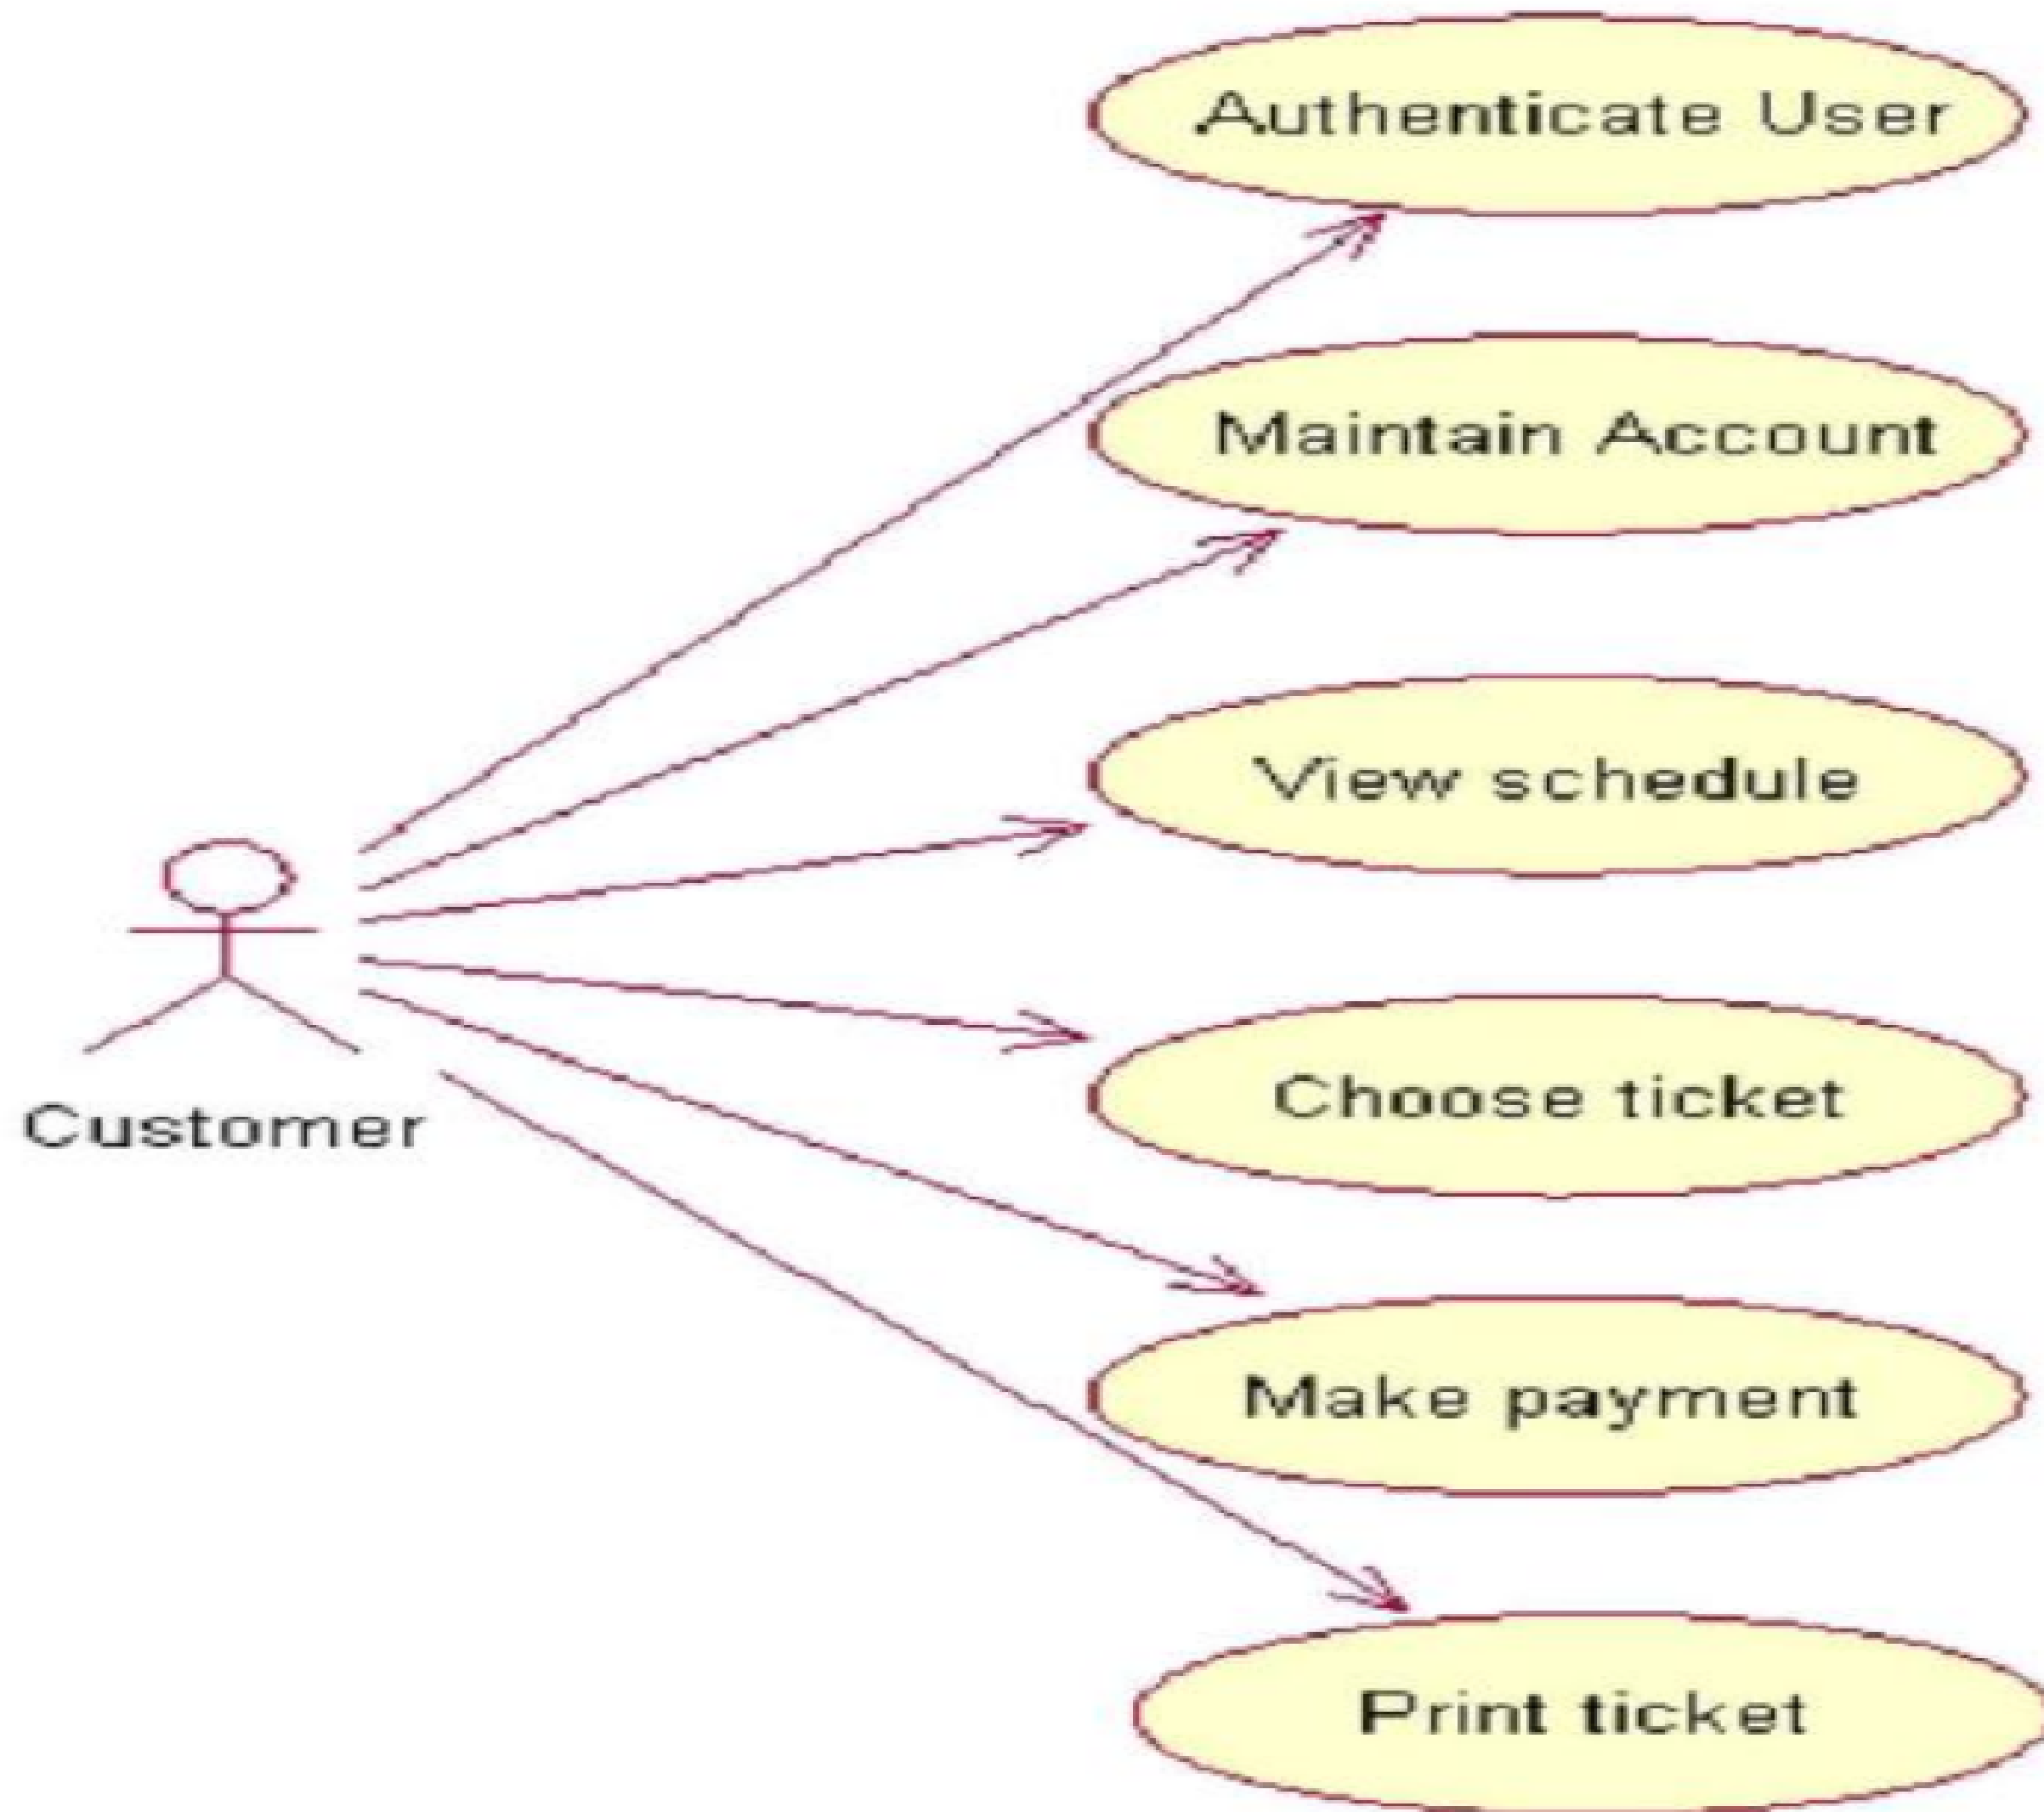 Authenticate User
Maintain Account
View schedule
Choose ticket
Customer
Make payment
Print ticket